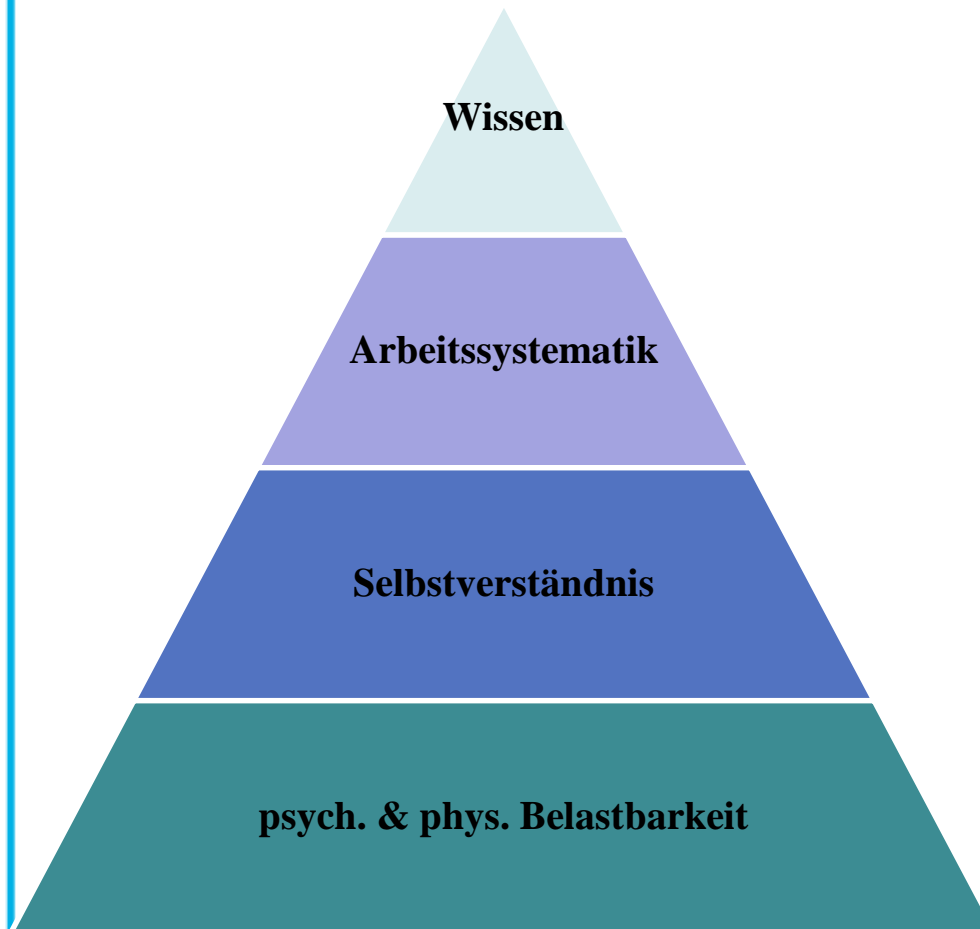 Wissen
Arbeitssystematik
Selbstverständnis
psych. & phys. Belastbarkeit